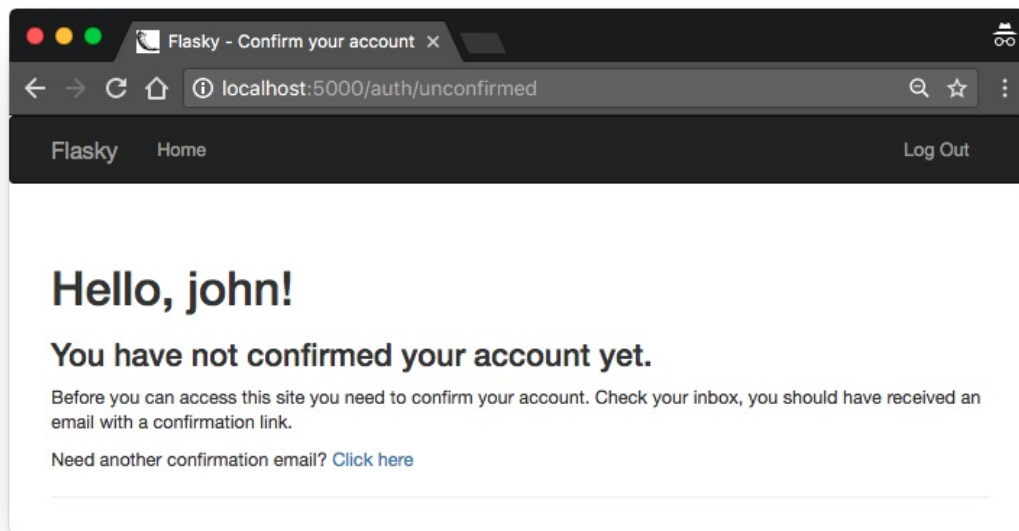 Flasky - Confirm your account
localhost:5000/auth/unconfirmed
Flasky Home Log Out
Hello, john!
You have not confirmed your account yet.
Before you can access this site you need to confirm your account. Check your inbox, you should have received an
email with a confirmation link.
Need another confirmation email? Click here